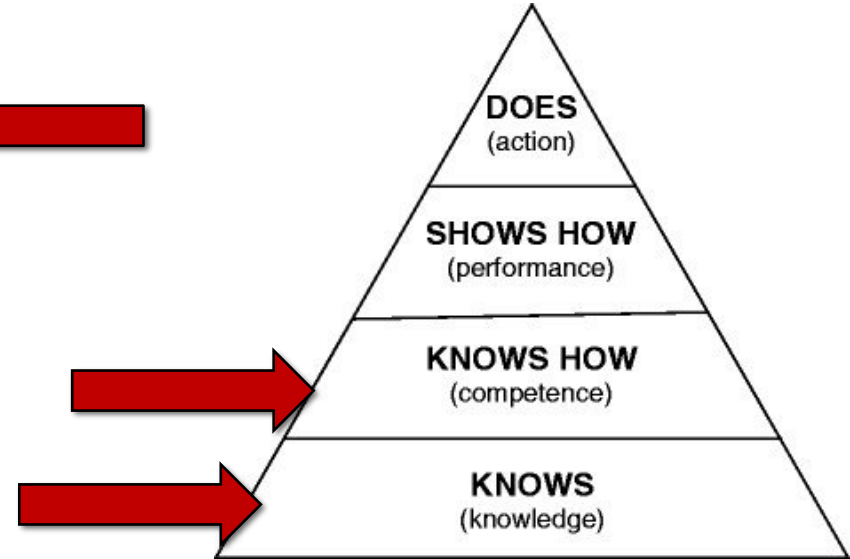 DOES
(action)
SHOWS HOW
(performance)
KNOWS HOW
(competence)
KNOWS
(knowledge)